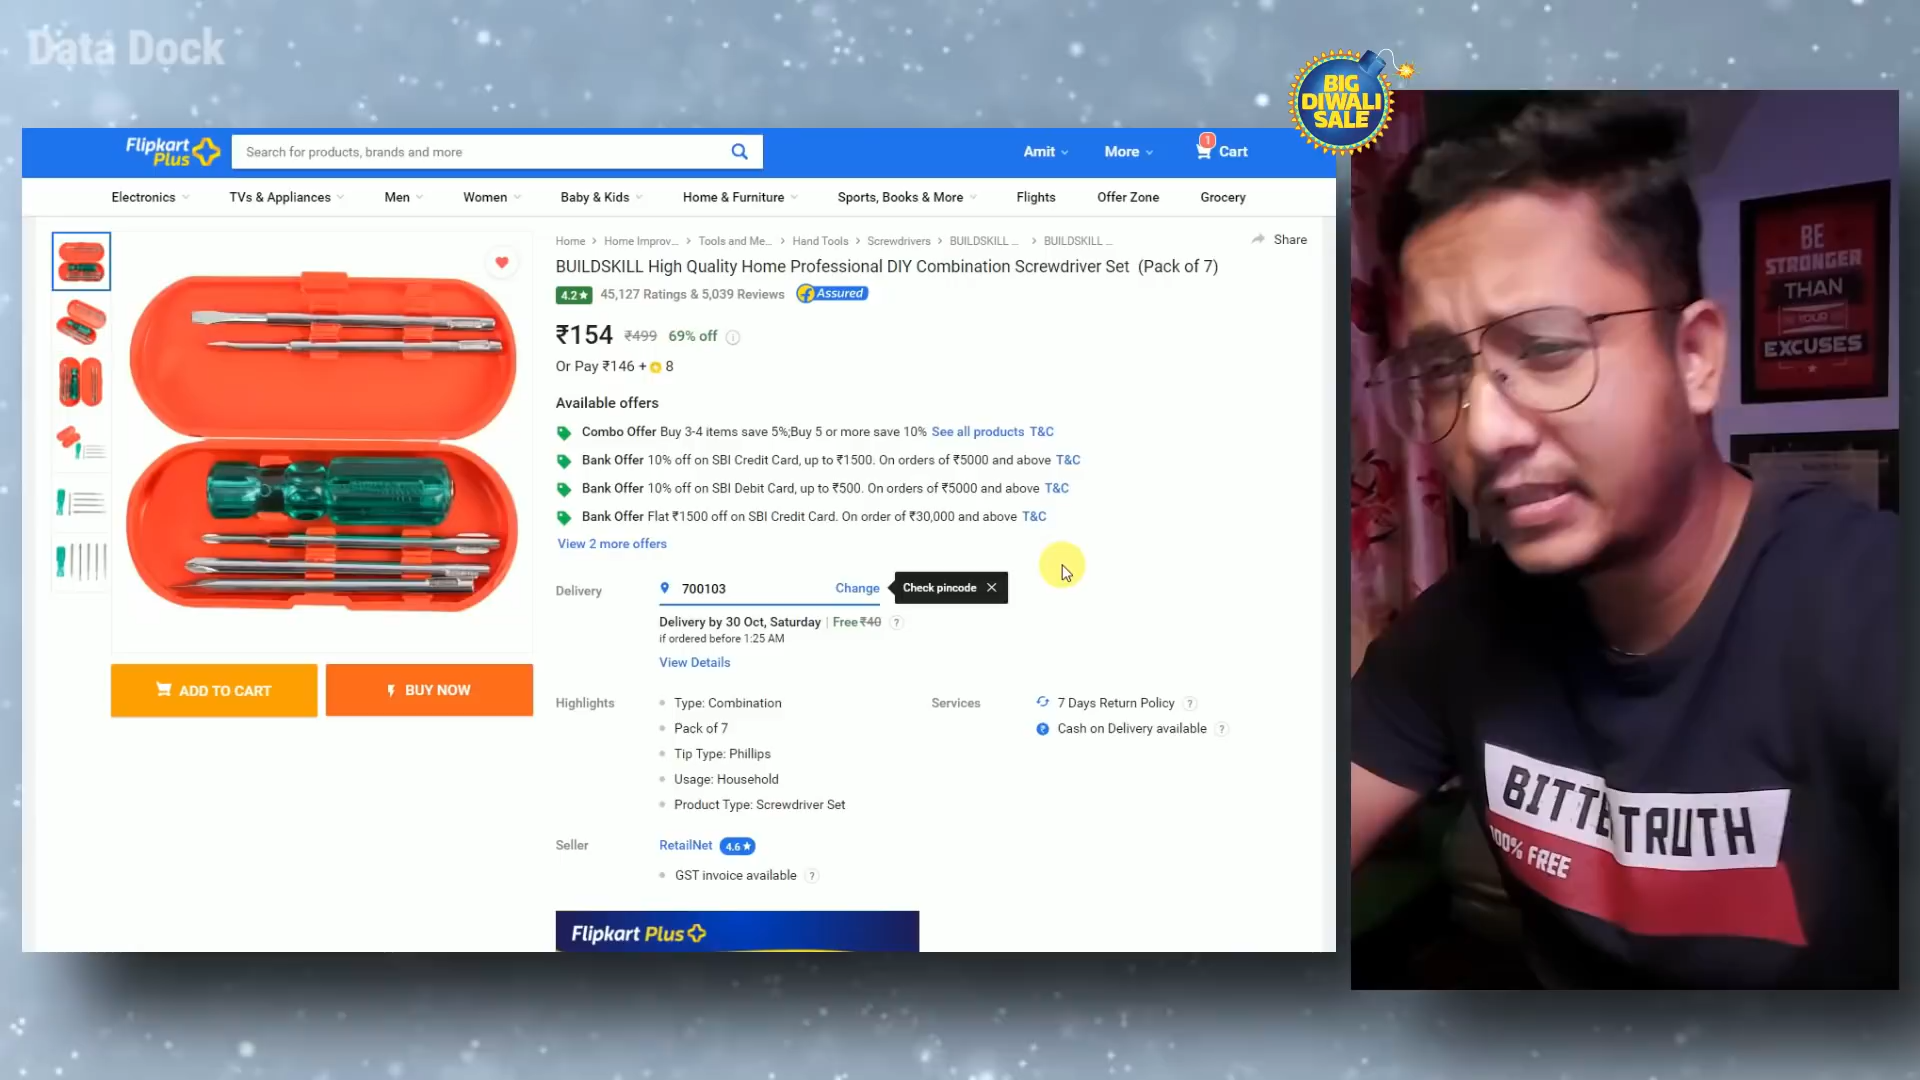 Data Dock
BIG
DIWALI
SALE
Flipkart
Plus
Search for products, brands and more
Amit
More
1
Cart
Electronics
TVs & Appliances
Men
Women
Baby & Kids
Home & Furniture
Sports, Books & More
Flights
Offer Zone
Grocery
Home > Home Improv... > Tools and Me... > Hand Tools > Screwdrivers > BUILDSKILL ... > BUILDSKILL ...
Share
BUILDSKILL High Quality Home Professional DIY Combination Screwdriver Set (Pack of 7)
4.2★ 45,127 Ratings & 5,039 Reviews Assured
₹154 ₹499 69% off
Or Pay ₹146 + 8
Available offers
Combo Offer Buy 3-4 items save 5%;Buy 5 or more save 10% See all products T&C
Bank Offer 10% off on SBI Credit Card, up to ₹1500. On orders of ₹5000 and above T&C
Bank Offer 10% off on SBI Debit Card, up to ₹500. On orders of ₹5000 and above T&C
Bank Offer Flat ₹1500 off on SBI Credit Card. On order of ₹30,000 and above T&C
View 2 more offers
Delivery
700103
Change
Check pincode
Delivery by 30 Oct, Saturday | Free ₹40 ?
if ordered before 1:25 AM
View Details
ADD TO CART
BUY NOW
Highlights
Type: Combination
Pack of 7
Tip Type: Phillips
Usage: Household
Product Type: Screwdriver Set
Services
7 Days Return Policy ?
Cash on Delivery available ?
Seller
RetailNet 4.6★
GST invoice available ?
Flipkart Plus
BE
STRONGER
THAN
YOUR
EXCUSES
BITTE TRUTH
100% FREE